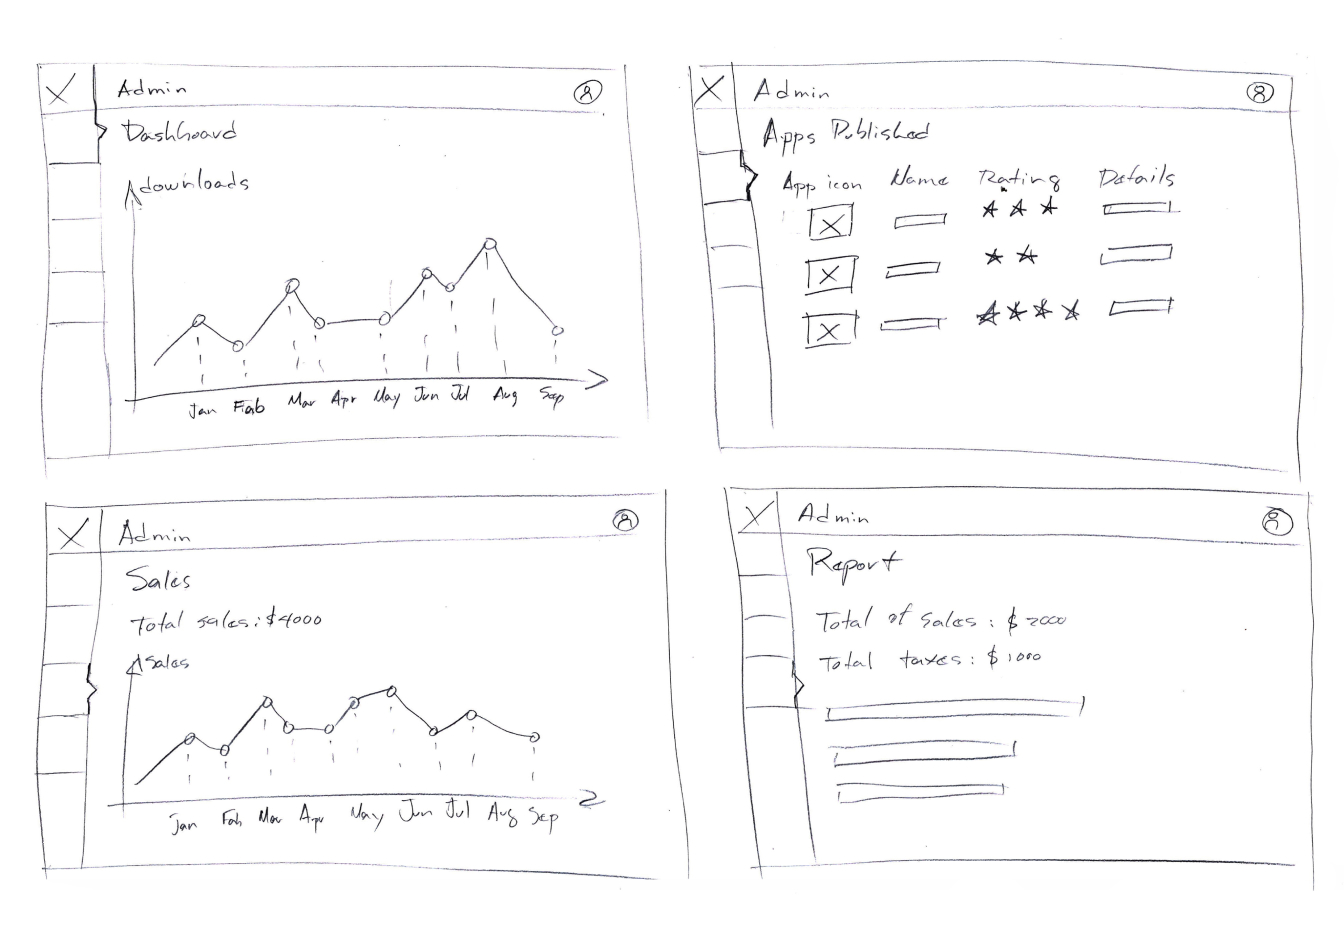 Admin
Dashboard
downloads
Jan Feb Mar Apr May Jun Jul Aug Sep
Admin
Apps Published
App icon Name Rating Details
Admin
Sales
Total sales: $4000
Sales
Jan Feb Mar Apr May Jun Jul Aug Sep
Admin
Report
Total of Sales : $ 2000
Total taxes : $ 1000